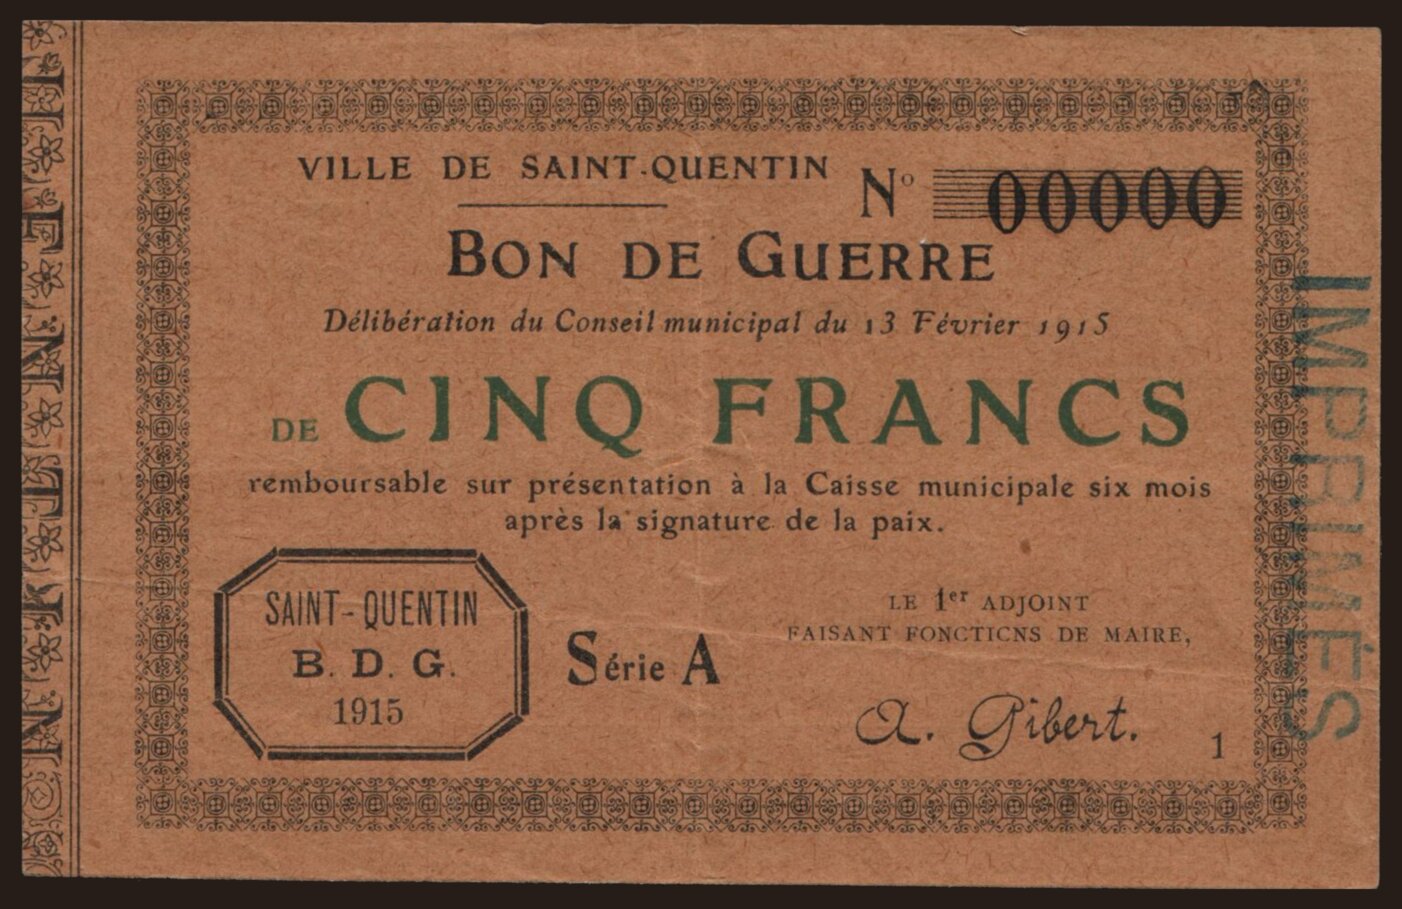 VILLE DE SAINT-QUENTIN
Nº 00000
BON DE GUERRE
Délibération du Conseil municipal du 13 Février 1915
DE CINQ FRANCS
remboursable sur présentation à la Caisse municipale six mois
après la signature de la paix.
SAINT-QUENTIN
B. D. G.
1915
Série A
LE 1er ADJOINT
FAISANT FONCTICNS DE MAIRE,
A. Gibert.
1
IMPRIMÉS